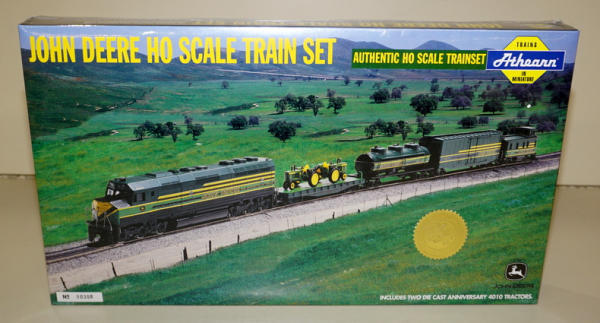 JOHN DEERE HO SCALE TRAIN SET
AUTHENTIC HO SCALE TRAINSET
TRAINS
Athearn
IN
MINIATURE
JOHN DEERE
INCLUDES TWO DIE CAST ANNIVERSARY 4010 TRACTORS.